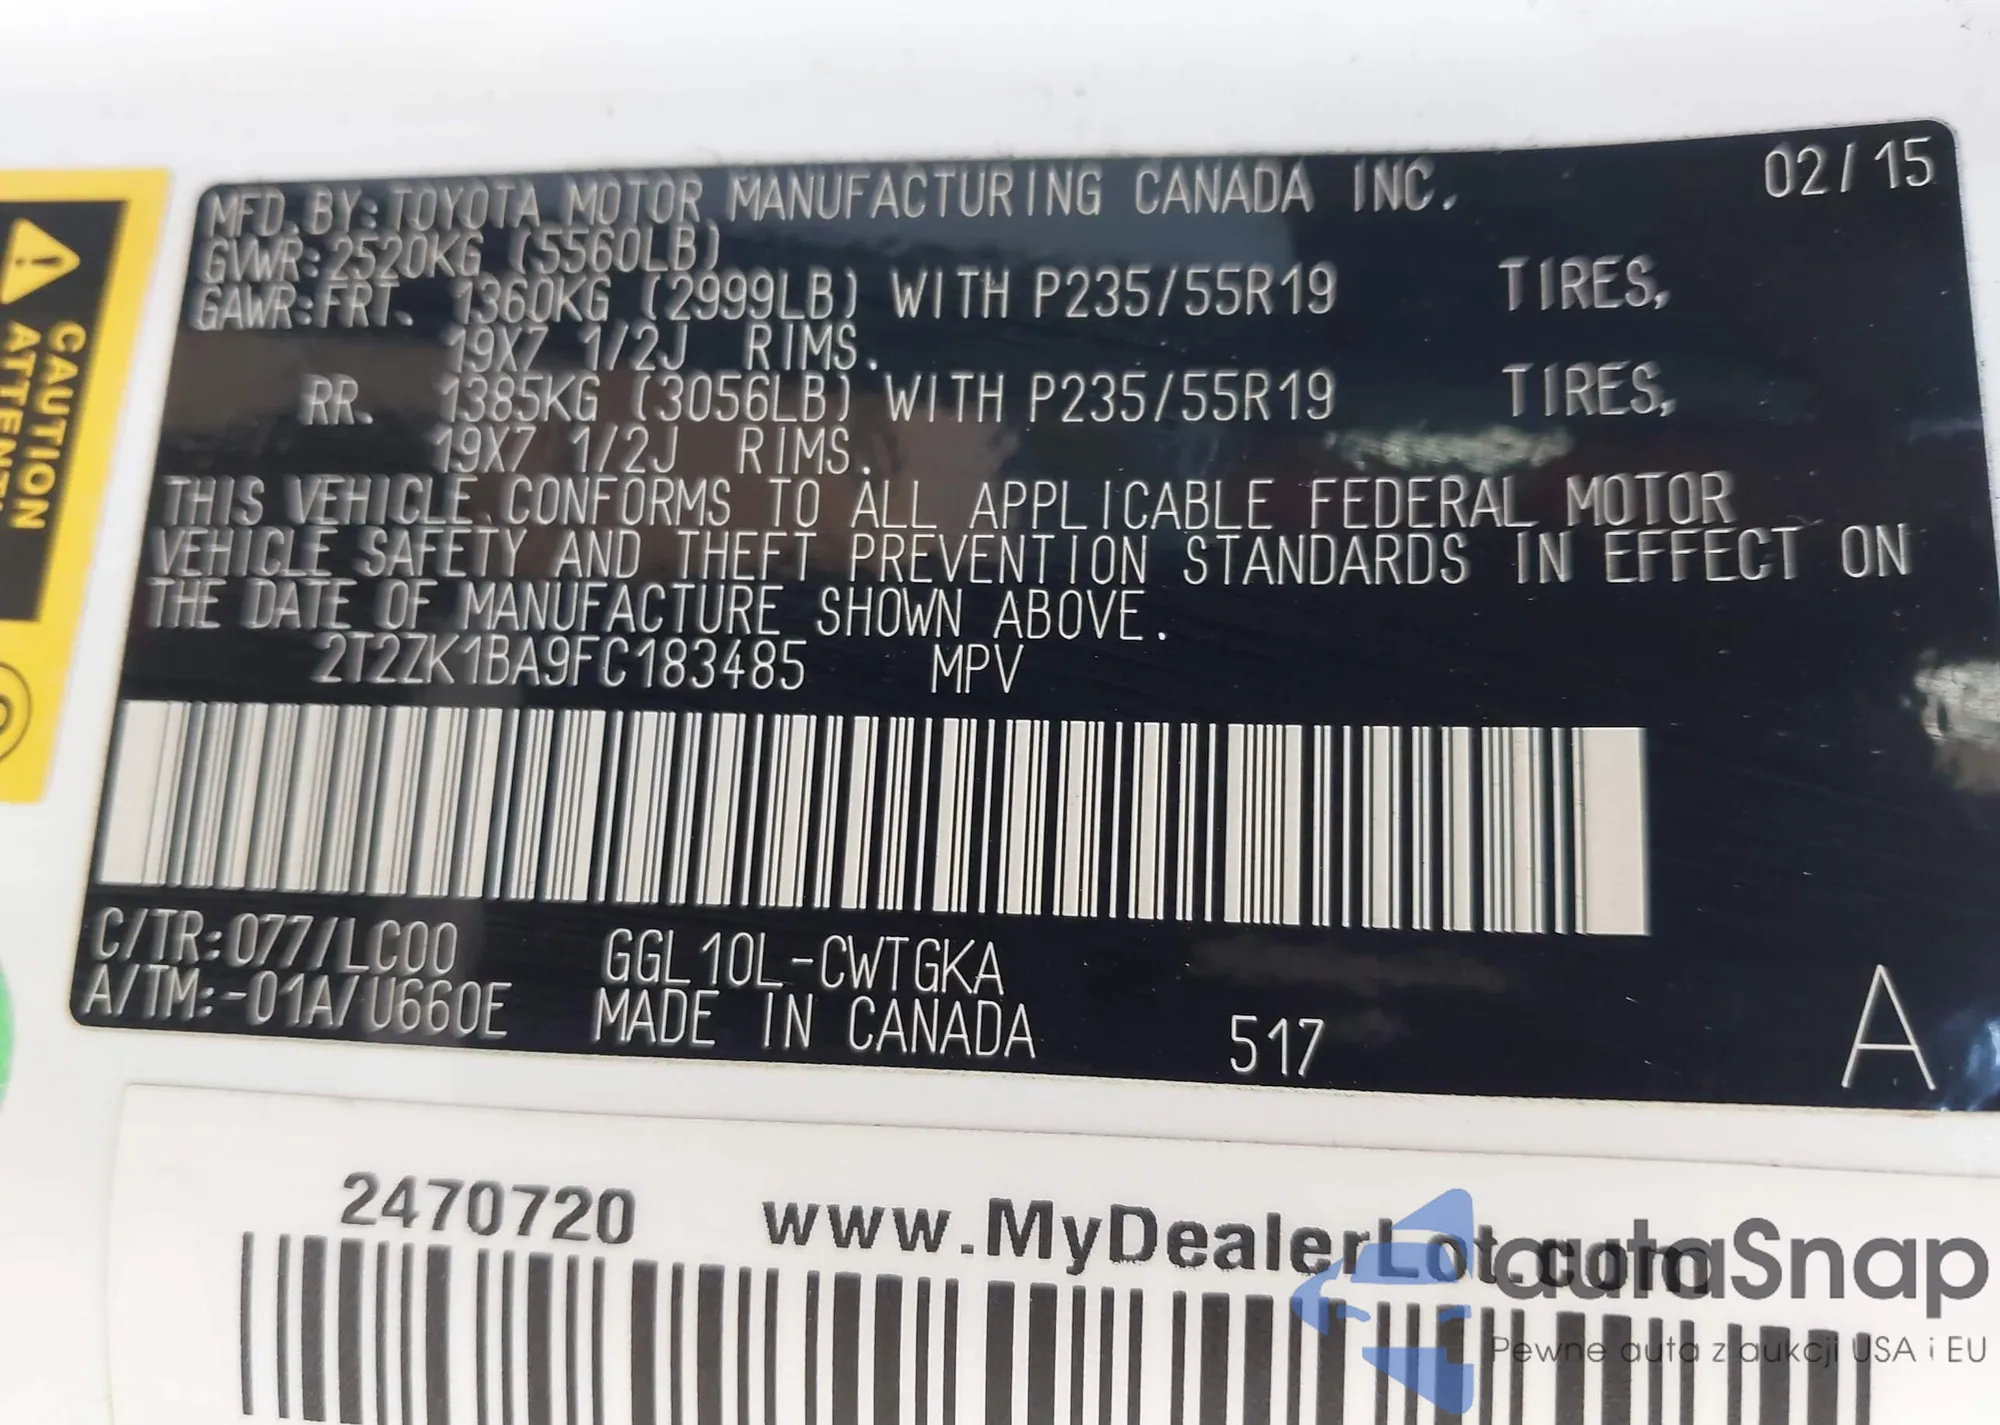 MFD. BY: TOYOTA MOTOR MANUFACTURING CANADA INC. 02/15
GVWR: 2520KG (5560LB)
GAWR: FRT. 1360KG (2999LB) WITH P235/55R19 TIRES,
19X7 1/2J RIMS.
RR. 1385KG (3056LB) WITH P235/55R19 TIRES,
19X7 1/2J RIMS.
THIS VEHICLE CONFORMS TO ALL APPLICABLE FEDERAL MOTOR
VEHICLE SAFETY AND THEFT PREVENTION STANDARDS IN EFFECT ON
THE DATE OF MANUFACTURE SHOWN ABOVE.
2T2ZK1BA9FC183485 MPV
C/TR:077/LC00 GGL10L-CWTGKA
A/TM:-01A/U660E MADE IN CANADA 517 A
CAUTION
2470720 www.MyDealerLot.com
autaSnap
Pewne auta z aukcji USA i EU